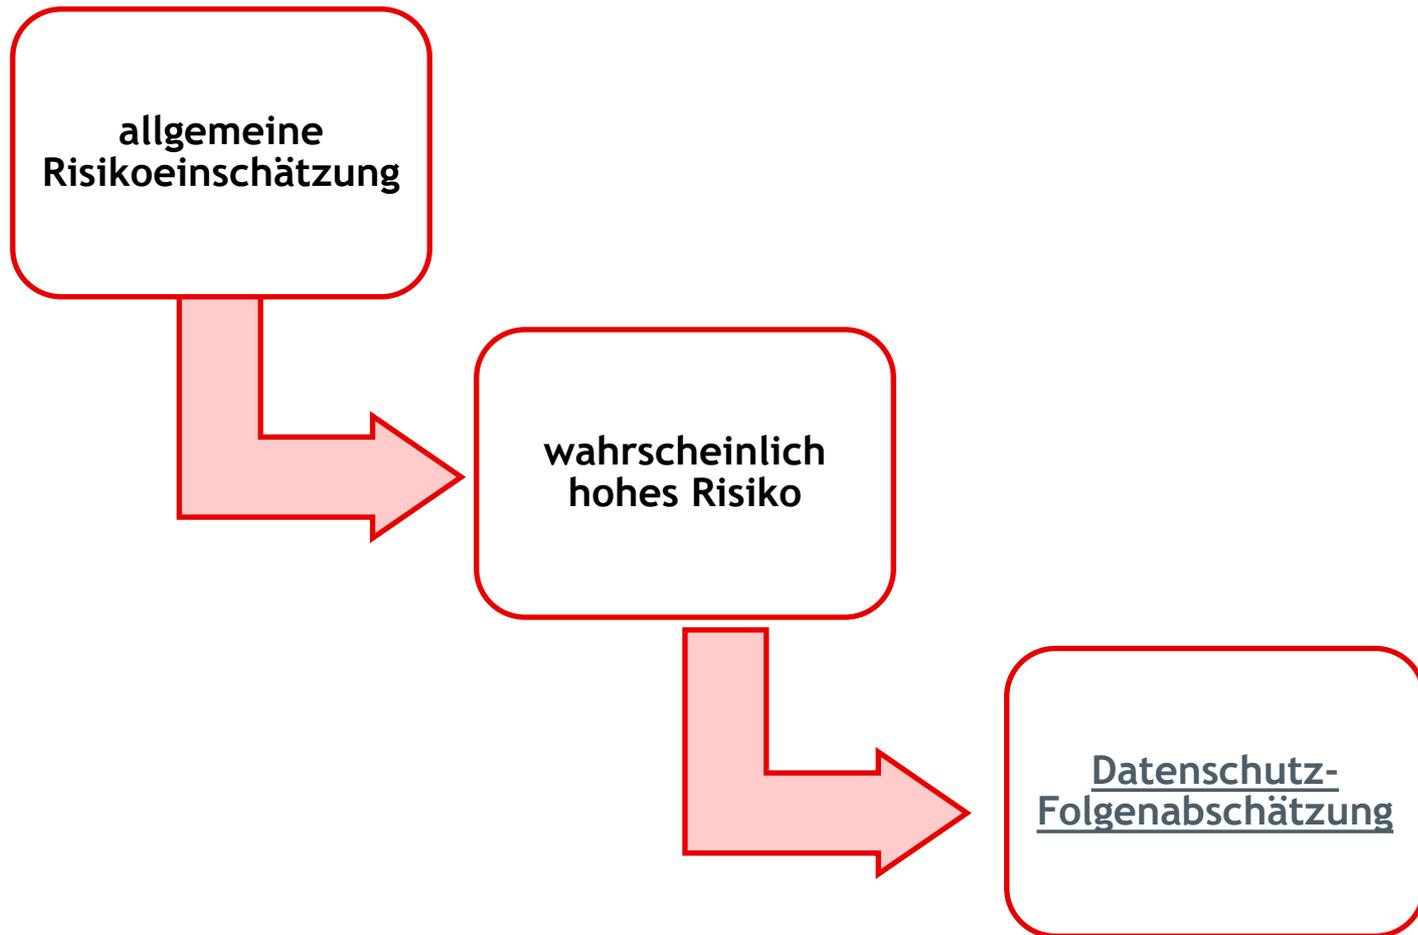 allgemeine
Risikoeinschätzung
wahrscheinlich
hohes Risiko
Datenschutz-
Folgenabschätzung